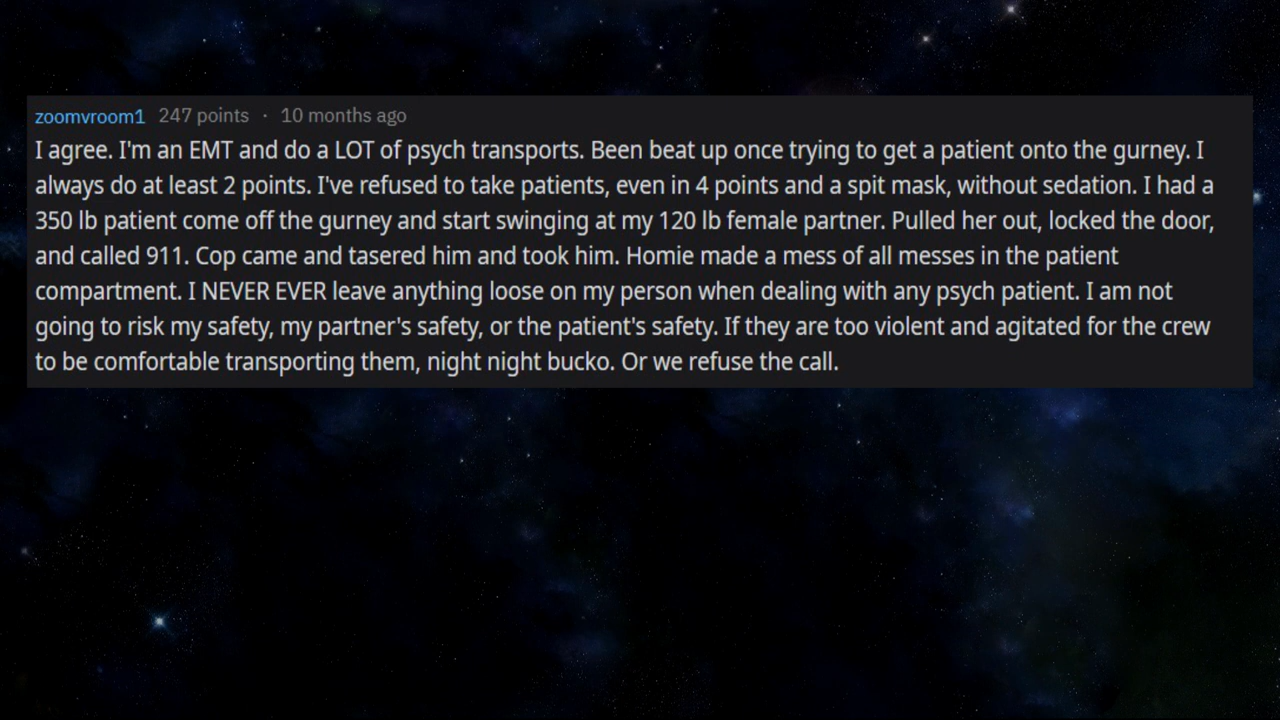 zoomvroom1 247 points · 10 months ago
I agree. I'm an EMT and do a LOT of psych transports. Been beat up once trying to get a patient onto the gurney. I
always do at least 2 points. I've refused to take patients, even in 4 points and a spit mask, without sedation. I had a
350 lb patient come off the gurney and start swinging at my 120 lb female partner. Pulled her out, locked the door,
and called 911. Cop came and tasered him and took him. Homie made a mess of all messes in the patient
compartment. I NEVER EVER leave anything loose on my person when dealing with any psych patient. I am not
going to risk my safety, my partner's safety, or the patient's safety. If they are too violent and agitated for the crew
to be comfortable transporting them, night night bucko. Or we refuse the call.